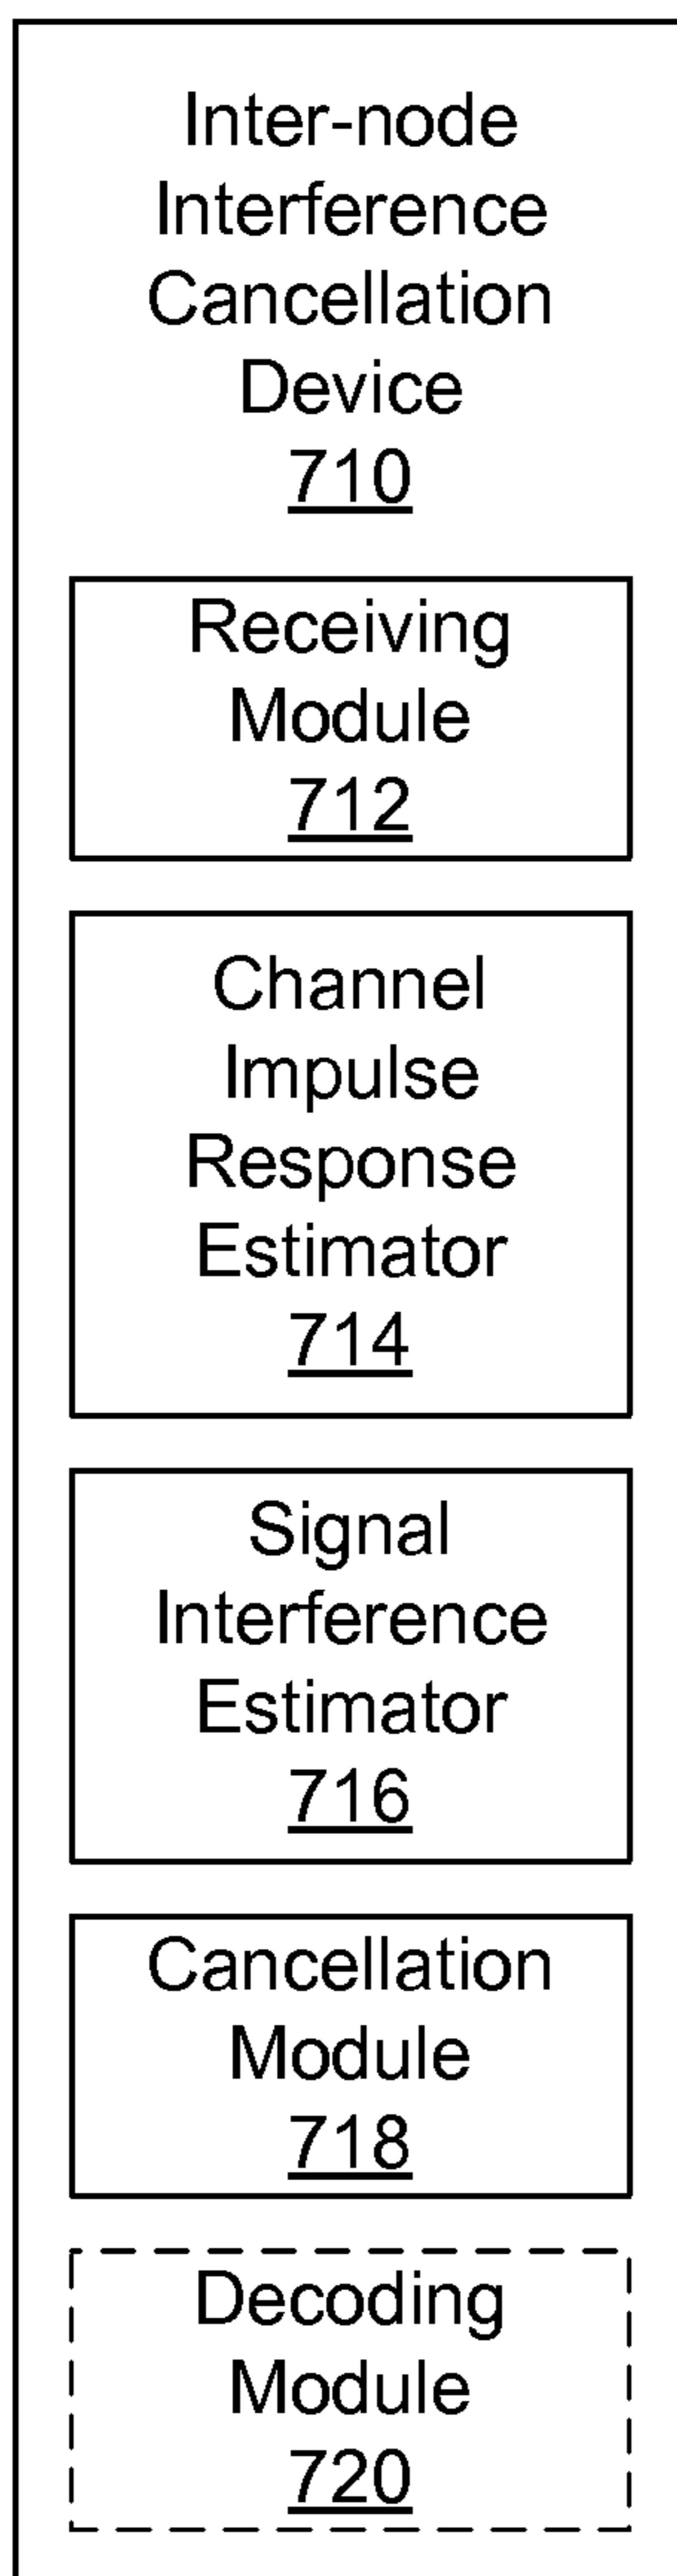 Inter-node
Interference
Cancellation
Device
710
Receiving
Module
712
Channel
Impulse
Response
Estimator
714
Signal
Interference
Estimator
716
Cancellation
Module
718
Decoding
Module
720